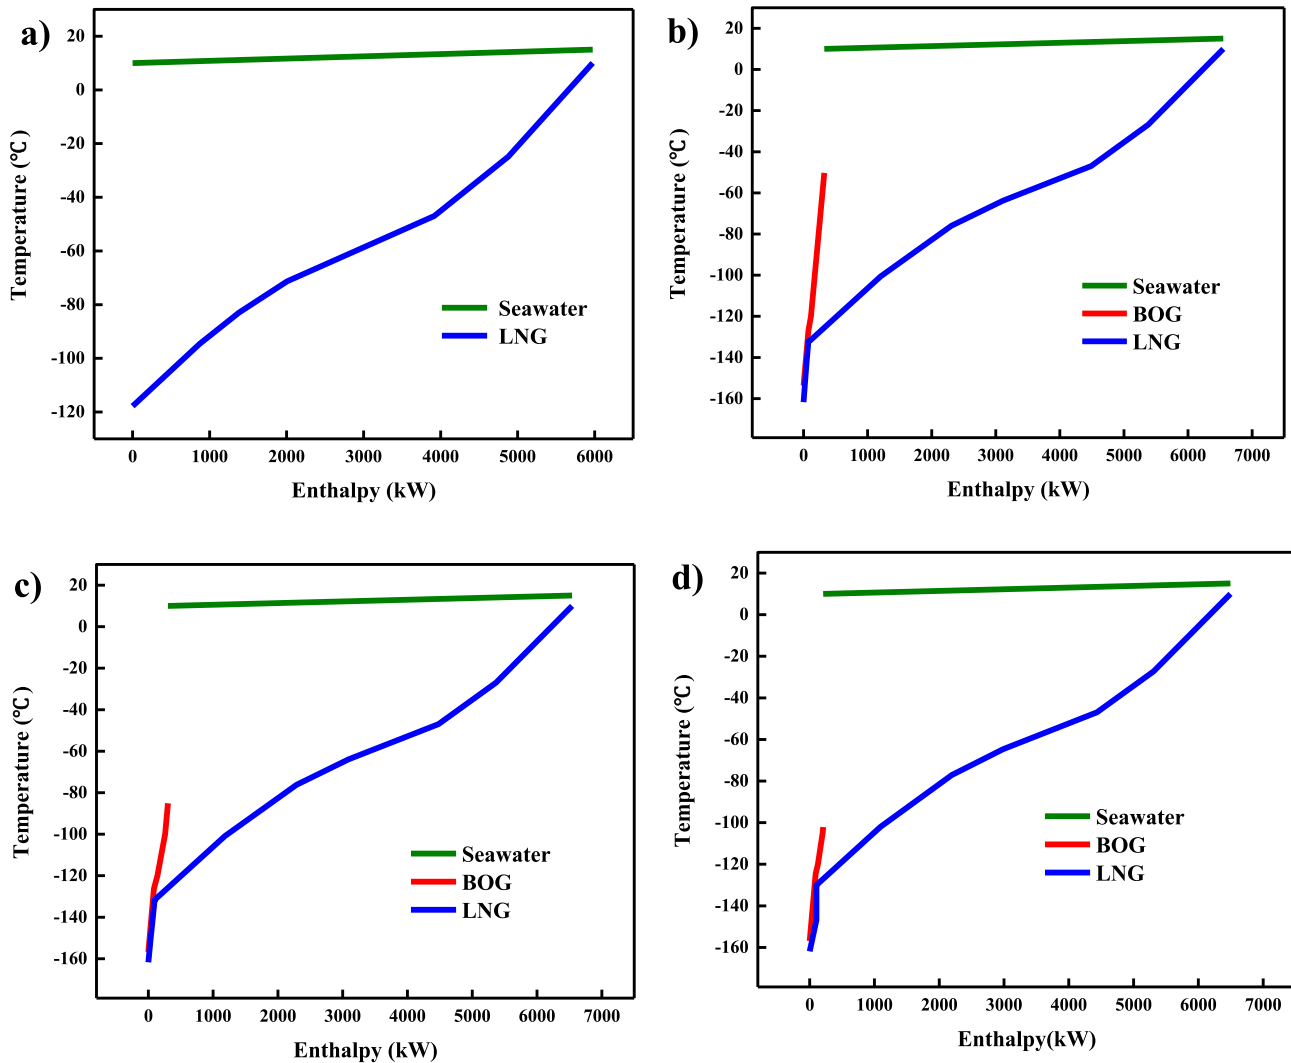 a)
20
0
-20
-40
-60
-80
-100
-120
Temperature (℃)
Seawater
LNG
0 1000 2000 3000 4000 5000 6000
Enthalpy (kW)
b)
20
0
-20
-40
-60
-80
-100
-120
-140
-160
Temperature (℃)
Seawater
BOG
LNG
0 1000 2000 3000 4000 5000 6000 7000
Enthalpy (kW)
c)
20
0
-20
-40
-60
-80
-100
-120
-140
-160
Temperature (℃)
Seawater
BOG
LNG
0 1000 2000 3000 4000 5000 6000 7000
Enthalpy (kW)
d)
20
0
-20
-40
-60
-80
-100
-120
-140
-160
Temperature (℃)
Seawater
BOG
LNG
0 1000 2000 3000 4000 5000 6000 7000
Enthalpy(kW)